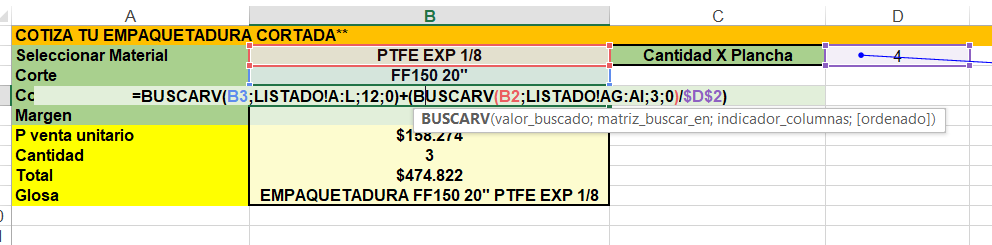 A B C D
COTIZA TU EMPAQUETADURA CORTADA**
Seleccionar Material PTFE EXP 1/8 Cantidad X Plancha 4
Corte FF150 20"
Co =BUSCARV(B3;LISTADO!A:L;12;0)+(BUSCARV(B2;LISTADO!AG:AI;3;0)/$D$2)
Margen
BUSCARV(valor_buscado; matriz_buscar_en; indicador_columnas; [ordenado])
P venta unitario $158.274
Cantidad 3
Total $474.822
Glosa EMPAQUETADURA FF150 20" PTFE EXP 1/8